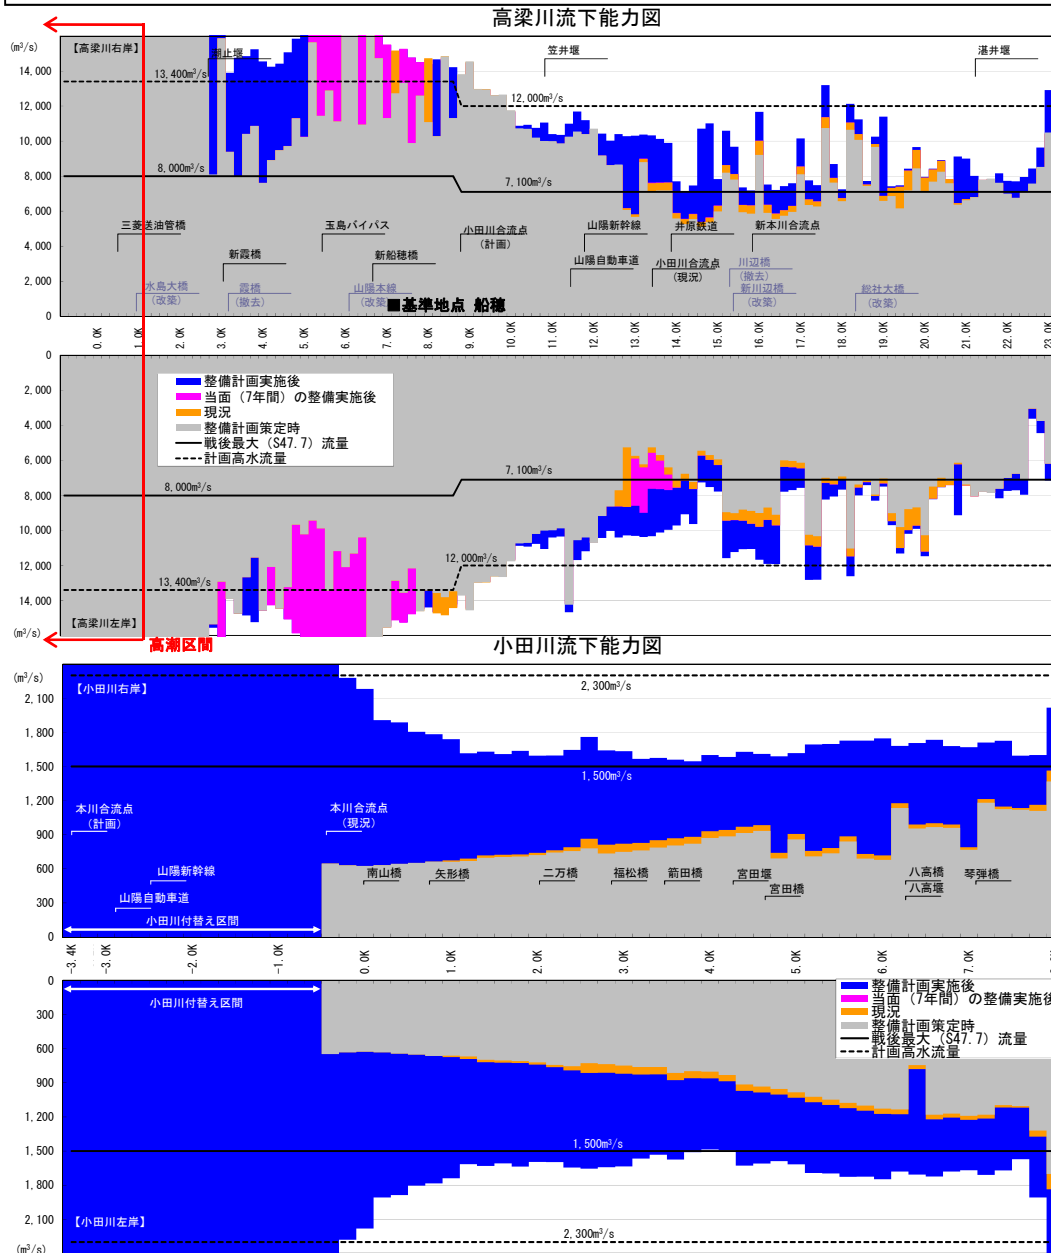 高梁川流下能力図
(m³/s)
【高梁川右岸】
潮止堰
笠井堰
湛井堰
14,000
13,400m³/s
12,000m³/s
12,000
10,000
8,000m³/s
8,000
7,100m³/s
6,000
三菱送油管橋
玉島バイパス
小田川合流点
(計画)
山陽新幹線
井原鉄道
新本川合流点
4,000
新霞橋
新船穂橋
山陽自動車道
小田川合流点
(現況)
川辺橋
(撤去)
2,000
水島大橋
(改築)
霞橋
(撤去)
山陽本線
(改築)
新川辺橋
(改築)
総社大橋
(改築)
■基準地点 船穂
0
0.0K 1.0K 2.0K 3.0K 4.0K 5.0K 6.0K 7.0K 8.0K 9.0K 10.0K 11.0K 12.0K 13.0K 14.0K 15.0K 16.0K 17.0K 18.0K 19.0K 20.0K 21.0K 22.0K 23.0K
0
2,000
整備計画実施後
当面（7年間）の整備実施後
現況
整備計画策定時
戦後最大（S47.7）流量
計画高水流量
4,000
6,000
7,100m³/s
8,000
8,000m³/s
10,000
12,000
12,000m³/s
13,400m³/s
14,000
【高梁川左岸】
(m³/s)
高潮区間
小田川流下能力図
(m³/s)
【小田川右岸】
2,300m³/s
2,100
1,800
1,500
1,500m³/s
1,200
本川合流点
(計画)
本川合流点
(現況)
900
山陽新幹線
南山橋
矢形橋
二万橋
福松橋
箭田橋
宮田堰
八高橋
琴弾橋
600
山陽自動車道
宮田橋
八高堰
300
小田川付替え区間
0
-3.4K -3.0K -2.0K -1.0K 0.0K 1.0K 2.0K 3.0K 4.0K 5.0K 6.0K 7.0K
0
小田川付替え区間
整備計画実施後
当面（7年間）の整備実施後
現況
整備計画策定時
戦後最大（S47.7）流量
計画高水流量
300
600
900
1,200
1,500
1,500m³/s
1,800
2,100
【小田川左岸】
2,300m³/s
(m³/s)